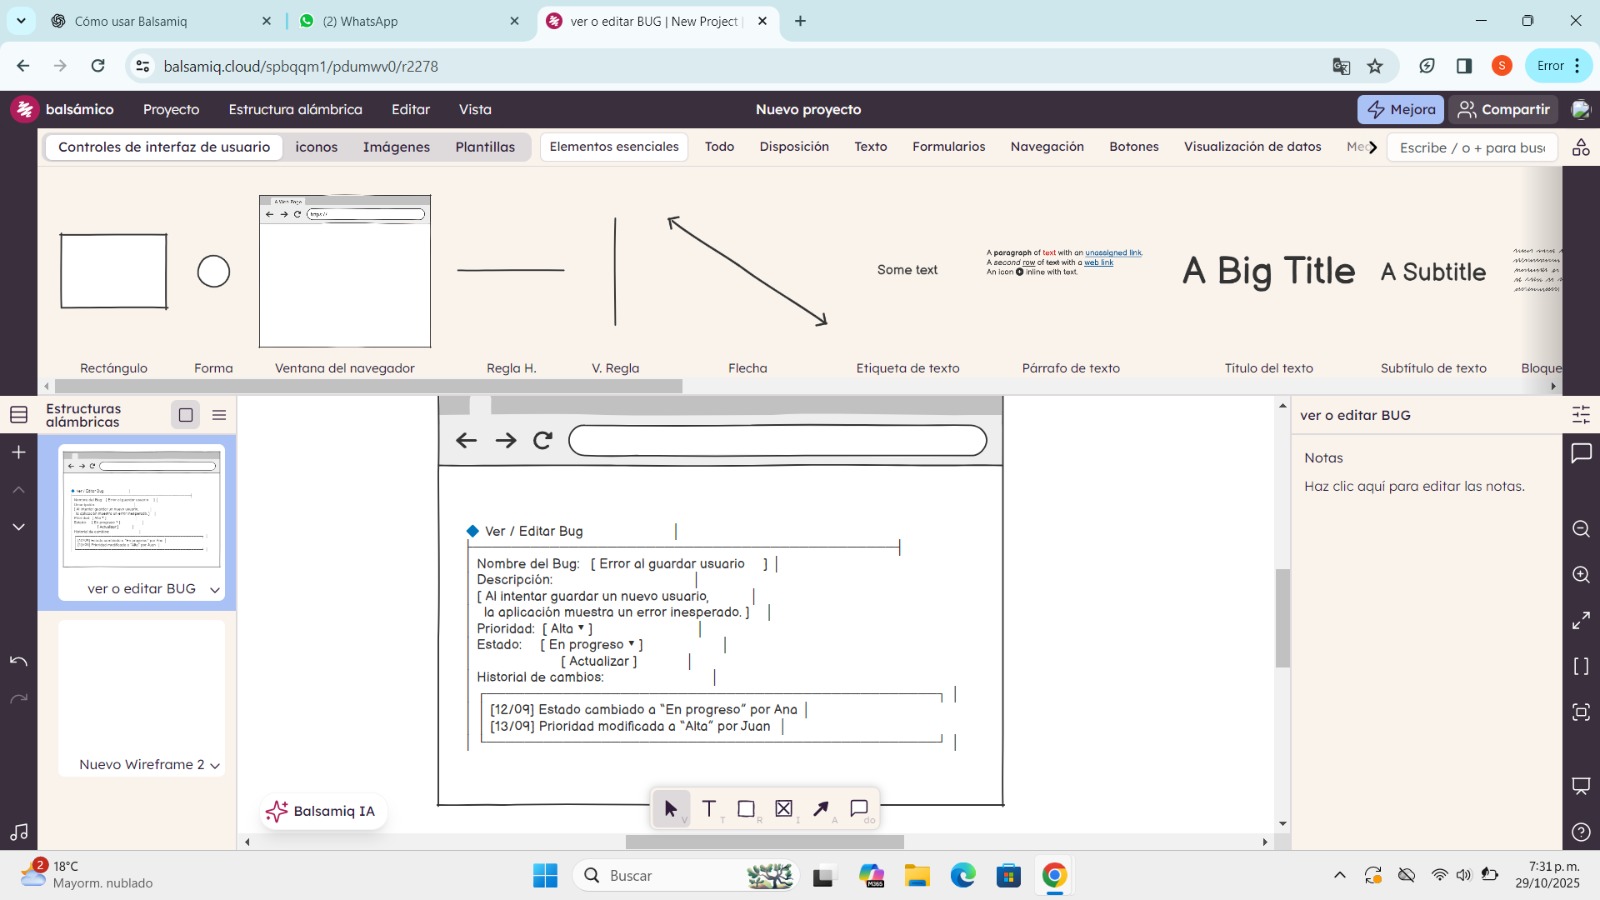 Cómo usar Balsamiq
(2) WhatsApp
ver o editar BUG | New Project |
balsamiq.cloud/spbqqm1/pdumwv0/r2278
S
Error
balsámico
Proyecto
Estructura alámbrica
Editar
Vista
Nuevo proyecto
Mejora
Compartir
Controles de interfaz de usuario
iconos
Imágenes
Plantillas
Elementos esenciales
Todo
Disposición
Texto
Formularios
Navegación
Botones
Visualización de datos
Escribe / o + para bus
A Web Page
https://
Some text
A paragraph of text with an unassigned link.
A second row of text with a web link
An icon inline with text.
A Big Title
A Subtitle
Rectángulo
Forma
Ventana del navegador
Regla H.
V. Regla
Flecha
Etiqueta de texto
Párrafo de texto
Título del texto
Subtítulo de texto
Bloque
Estructuras
alámbricas
ver o editar BUG
Nuevo Wireframe 2
Ver / Editar Bug
Nombre del Bug: [ Error al guardar usuario ]
Descripción:
[ Al intentar guardar un nuevo usuario,
la aplicación muestra un error inesperado. ]
Prioridad: [ Alta ▼ ]
Estado: [ En progreso ▼ ]
[ Actualizar ]
Historial de cambios:
[12/09] Estado cambiado a “En progreso” por Ana
[13/09] Prioridad modificada a “Alta” por Juan
Balsamiq IA
V
T
R
I
A
do
ver o editar BUG
Notas
Haz clic aquí para editar las notas.
2
18°C
Mayorm. nublado
Buscar
M365
7:31 p. m.
29/10/2025